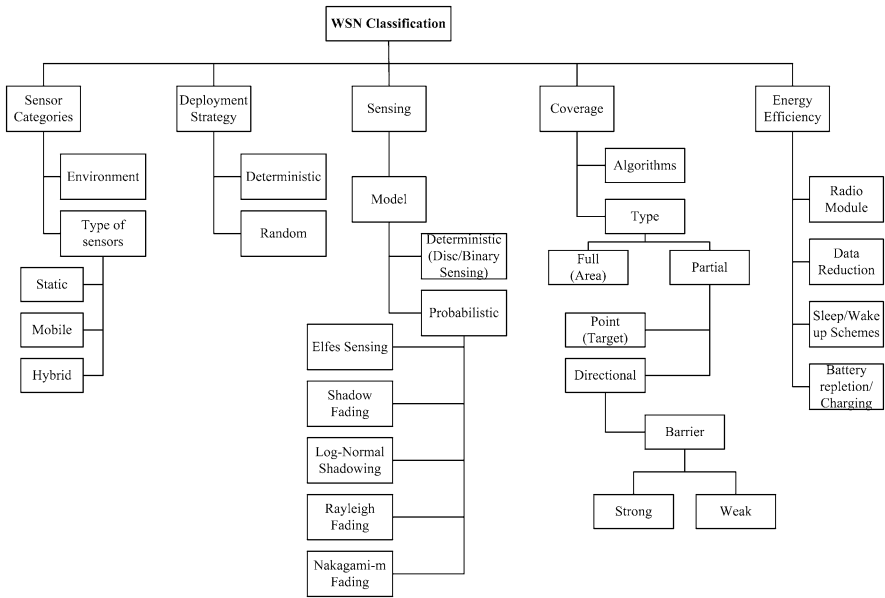 WSN Classification
Sensor
Categories
Deployment
Strategy
Sensing
Coverage
Energy
Efficiency
Environment
Type of
sensors
Static
Mobile
Hybrid
Deterministic
Random
Model
Deterministic
(Disc/Binary
Sensing)
Probabilistic
Elfes Sensing
Shadow
Fading
Log-Normal
Shadowing
Rayleigh
Fading
Nakagami-m
Fading
Algorithms
Type
Full
(Area)
Partial
Point
(Target)
Directional
Barrier
Strong
Weak
Radio
Module
Data
Reduction
Sleep/Wake
up Schemes
Battery
repletion/
Charging